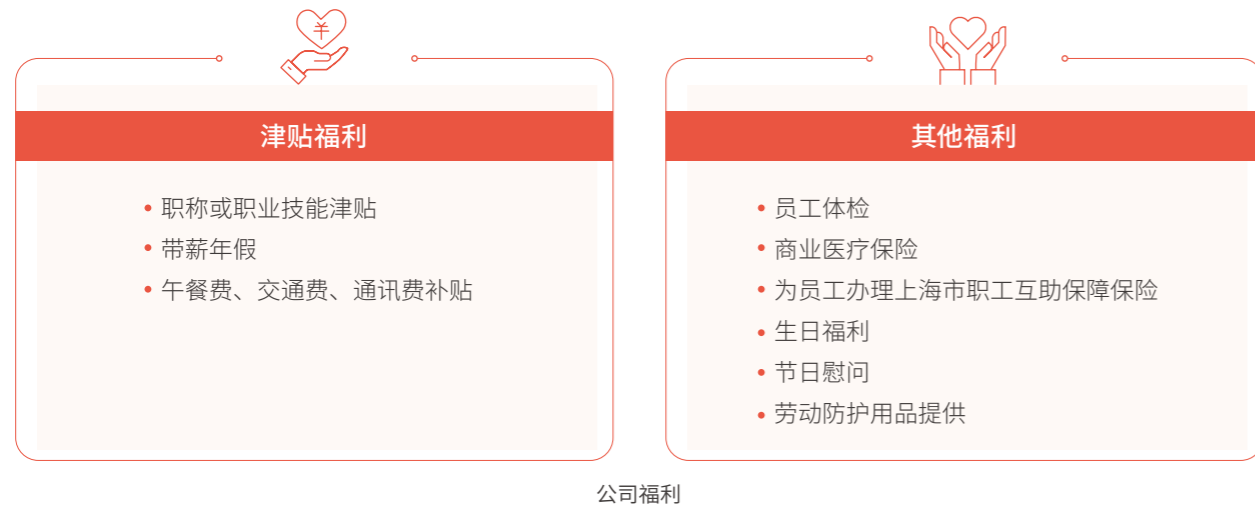 津贴福利
职称或职业技能津贴
带薪年假
午餐费、交通费、通讯费补贴
其他福利
员工体检
商业医疗保险
为员工办理上海市职工互助保障保险
生日福利
节日慰问
劳动防护用品提供
公司福利